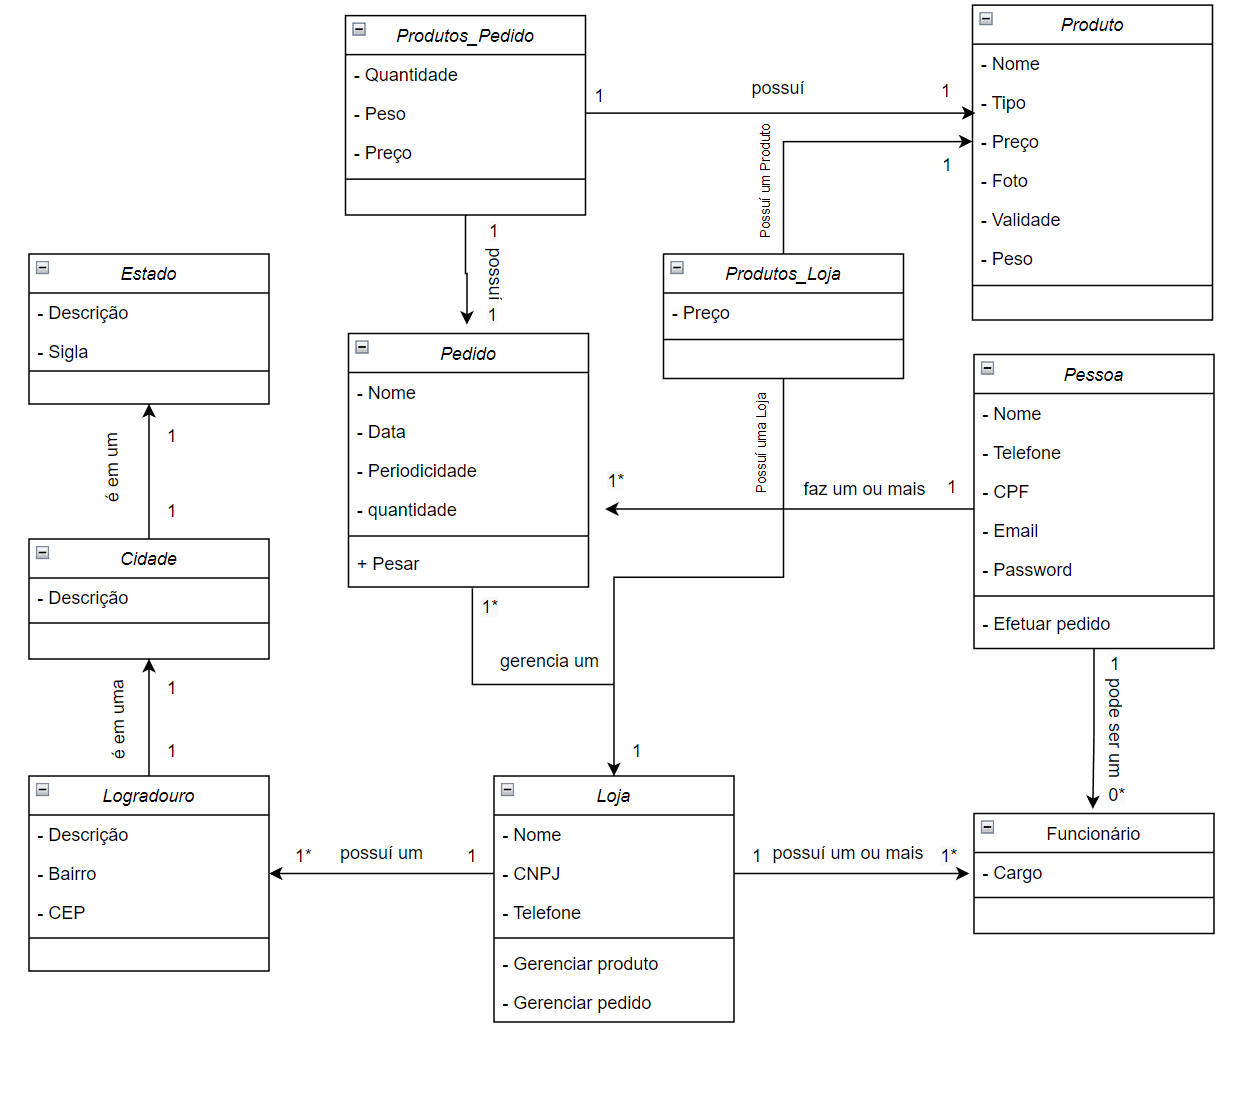 Produtos_Pedido
- Quantidade
- Peso
- Preço
1
possuí
1
Produto
- Nome
- Tipo
- Preço
- Foto
- Validade
- Peso
1
possuí
1
Possuí um Produto
1
Produtos_Loja
- Preço
Possuí uma Loja
Estado
- Descrição
- Sigla
1
é em um
1
Cidade
- Descrição
1
é em uma
1
Logradouro
- Descrição
- Bairro
- CEP
Pedido
- Nome
- Data
- Periodicidade
- quantidade
+ Pesar
1*
gerencia um
1
Pessoa
- Nome
- Telefone
- CPF
- Email
- Password
- Efetuar pedido
1*
faz um ou mais
1
1
pode ser um
0*
Loja
- Nome
- CNPJ
- Telefone
- Gerenciar produto
- Gerenciar pedido
1*
possuí um
1
1
possuí um ou mais
1*
Funcionário
- Cargo